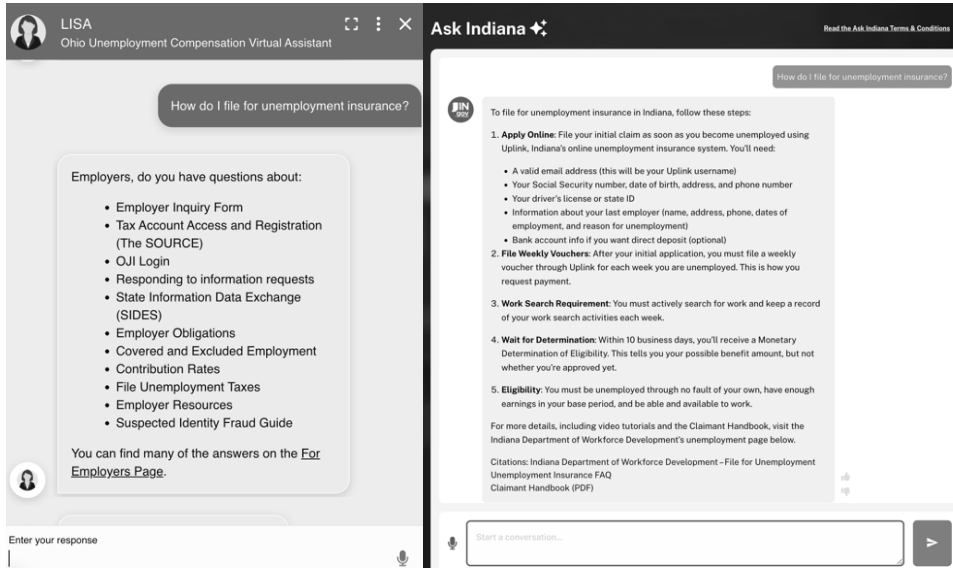 LISA
Ohio Unemployment Compensation Virtual Assistant
How do I file for unemployment insurance?
Employers, do you have questions about:
• Employer Inquiry Form
• Tax Account Access and Registration
(The SOURCE)
• OJI Login
• Responding to information requests
• State Information Data Exchange
(SIDES)
• Employer Obligations
• Covered and Excluded Employment
• Contribution Rates
• File Unemployment Taxes
• Employer Resources
• Suspected Identity Fraud Guide
You can find many of the answers on the For
Employers Page.
Enter your response
Ask Indiana
Read the Ask Indiana Terms & Conditions
How do I file for unemployment insurance?
IN
.gov
To file for unemployment insurance in Indiana, follow these steps:
1. Apply Online: File your initial claim as soon as you become unemployed using
Uplink, Indiana's online unemployment insurance system. You'll need:
• A valid email address (this will be your Uplink username)
• Your Social Security number, date of birth, address, and phone number
• Your driver's license or state ID
• Information about your last employer (name, address, phone, dates of
employment, and reason for unemployment)
• Bank account info if you want direct deposit (optional)
2. File Weekly Vouchers: After your initial application, you must file a weekly
voucher through Uplink for each week you are unemployed. This is how you
request payment.
3. Work Search Requirement: You must actively search for work and keep a record
of your work search activities each week.
4. Wait for Determination: Within 10 business days, you'll receive a Monetary
Determination of Eligibility. This tells you your possible benefit amount, but not
whether you're approved yet.
5. Eligibility: You must be unemployed through no fault of your own, have enough
earnings in your base period, and be able and available to work.
For more details, including video tutorials and the Claimant Handbook, visit the
Indiana Department of Workforce Development's unemployment page below.
Citations: Indiana Department of Workforce Development – File for Unemployment
Unemployment Insurance FAQ
Claimant Handbook (PDF)
Start a conversation...